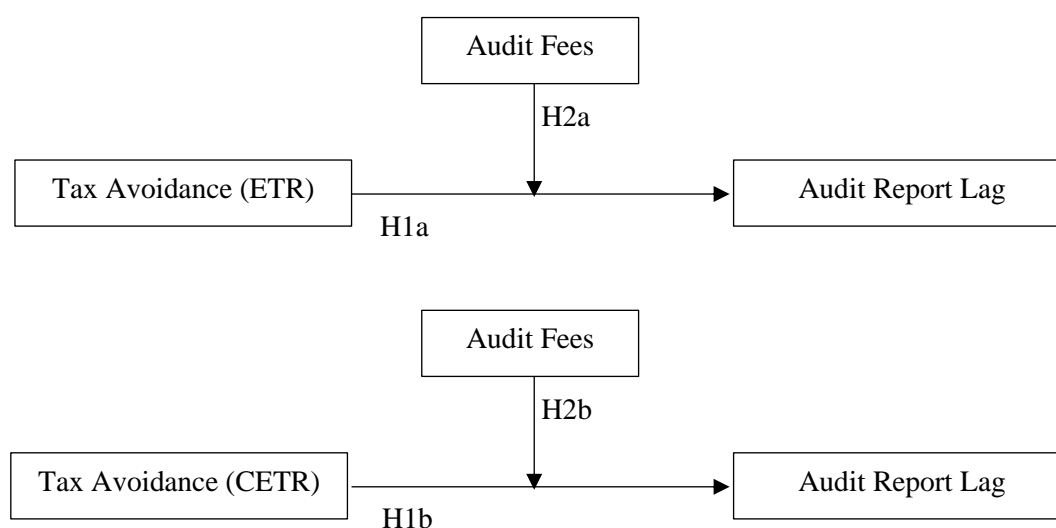 Audit Fees
H2a
Tax Avoidance (ETR)
Audit Report Lag
H1a
Audit Fees
H2b
Tax Avoidance (CETR)
Audit Report Lag
H1b